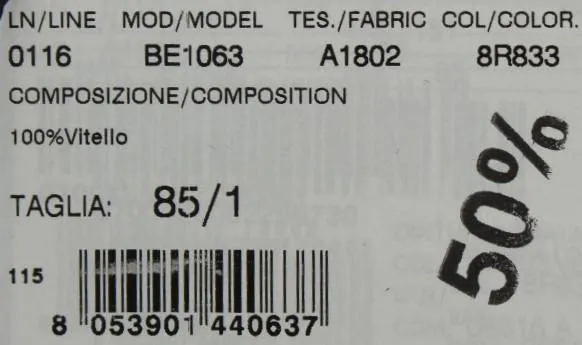 LN/LINE MOD/MODEL TES./FABRIC COL/COLOR.
0116 BE1063 A1802 8R833
COMPOSIZIONE/COMPOSITION
100%Vitello
TAGLIA: 85/1
50%
115
8 053901 440637